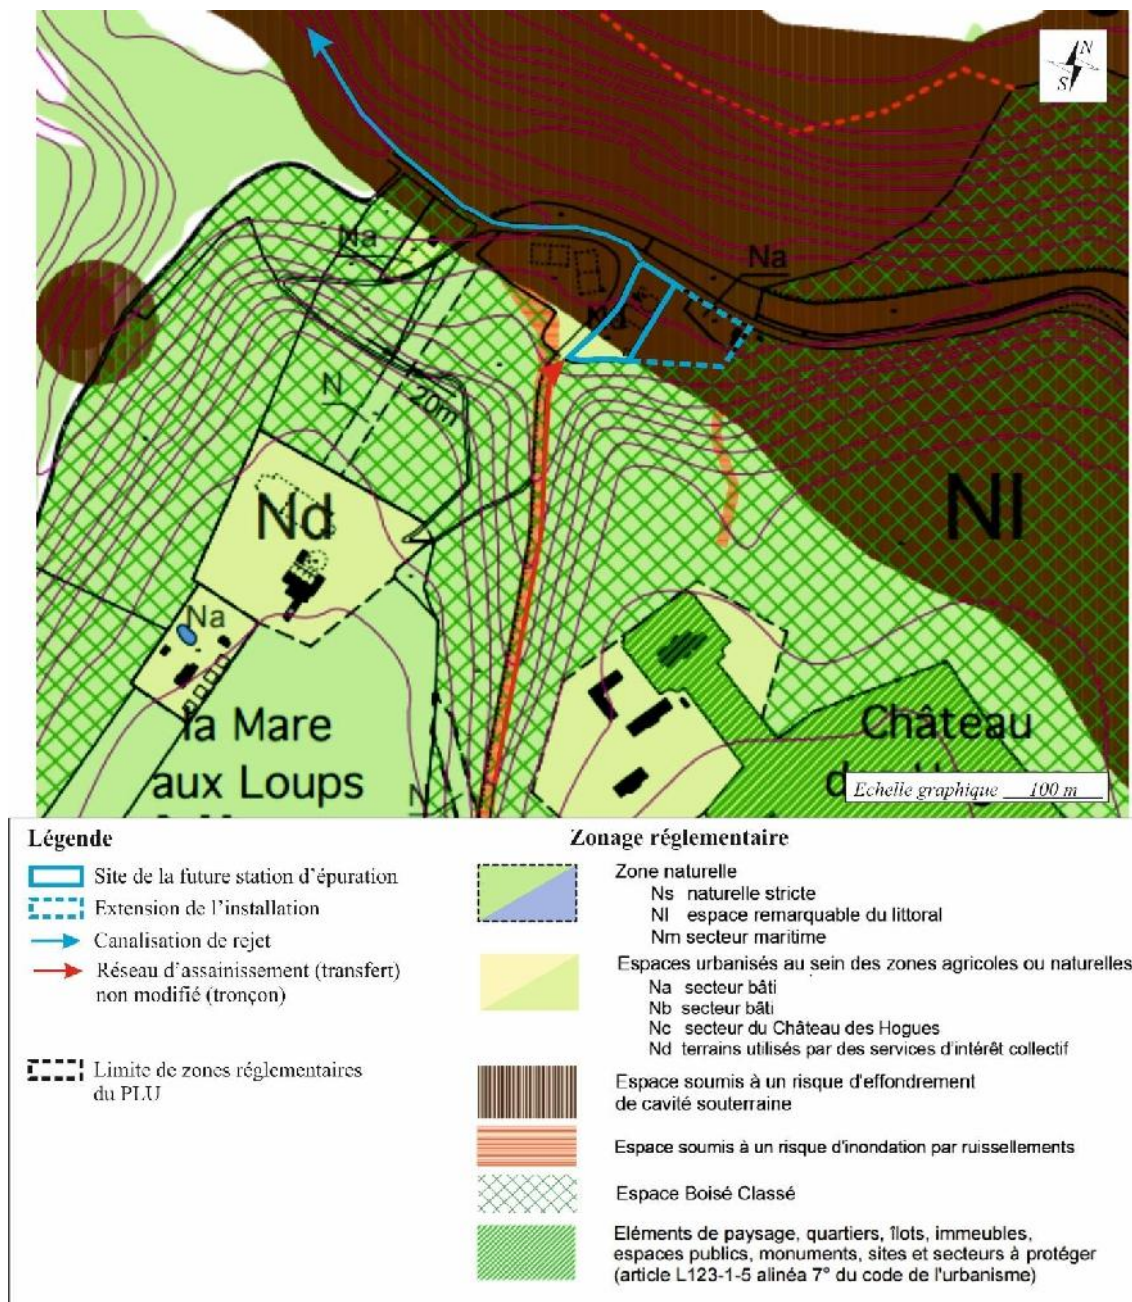 N
S
Na
Na
Nd
N
20m
Nd
Nl
Na
la Mare
aux Loups
N
Château
Echelle graphique 100 m
Légende
Site de la future station d'épuration
Extension de l'installation
Canalisation de rejet
Réseau d'assainissement (transfert)
non modifié (tronçon)
Limite de zones réglementaires
du PLU
Zonage réglementaire
Zone naturelle
Ns naturelle stricte
Nl espace remarquable du littoral
Nm secteur maritime
Espaces urbanisés au sein des zones agricoles ou naturelles
Na secteur bâti
Nb secteur bâti
Nc secteur du Château des Hogues
Nd terrains utilisés par des services d'intérêt collectif
Espace soumis à un risque d'effondrement
de cavité souterraine
Espace soumis à un risque d'inondation par ruissellements
Espace Boisé Classé
Eléments de paysage, quartiers, îlots, immeubles,
espaces publics, monuments, sites et secteurs à protéger
(article L123-1-5 alinéa 7° du code de l'urbanisme)